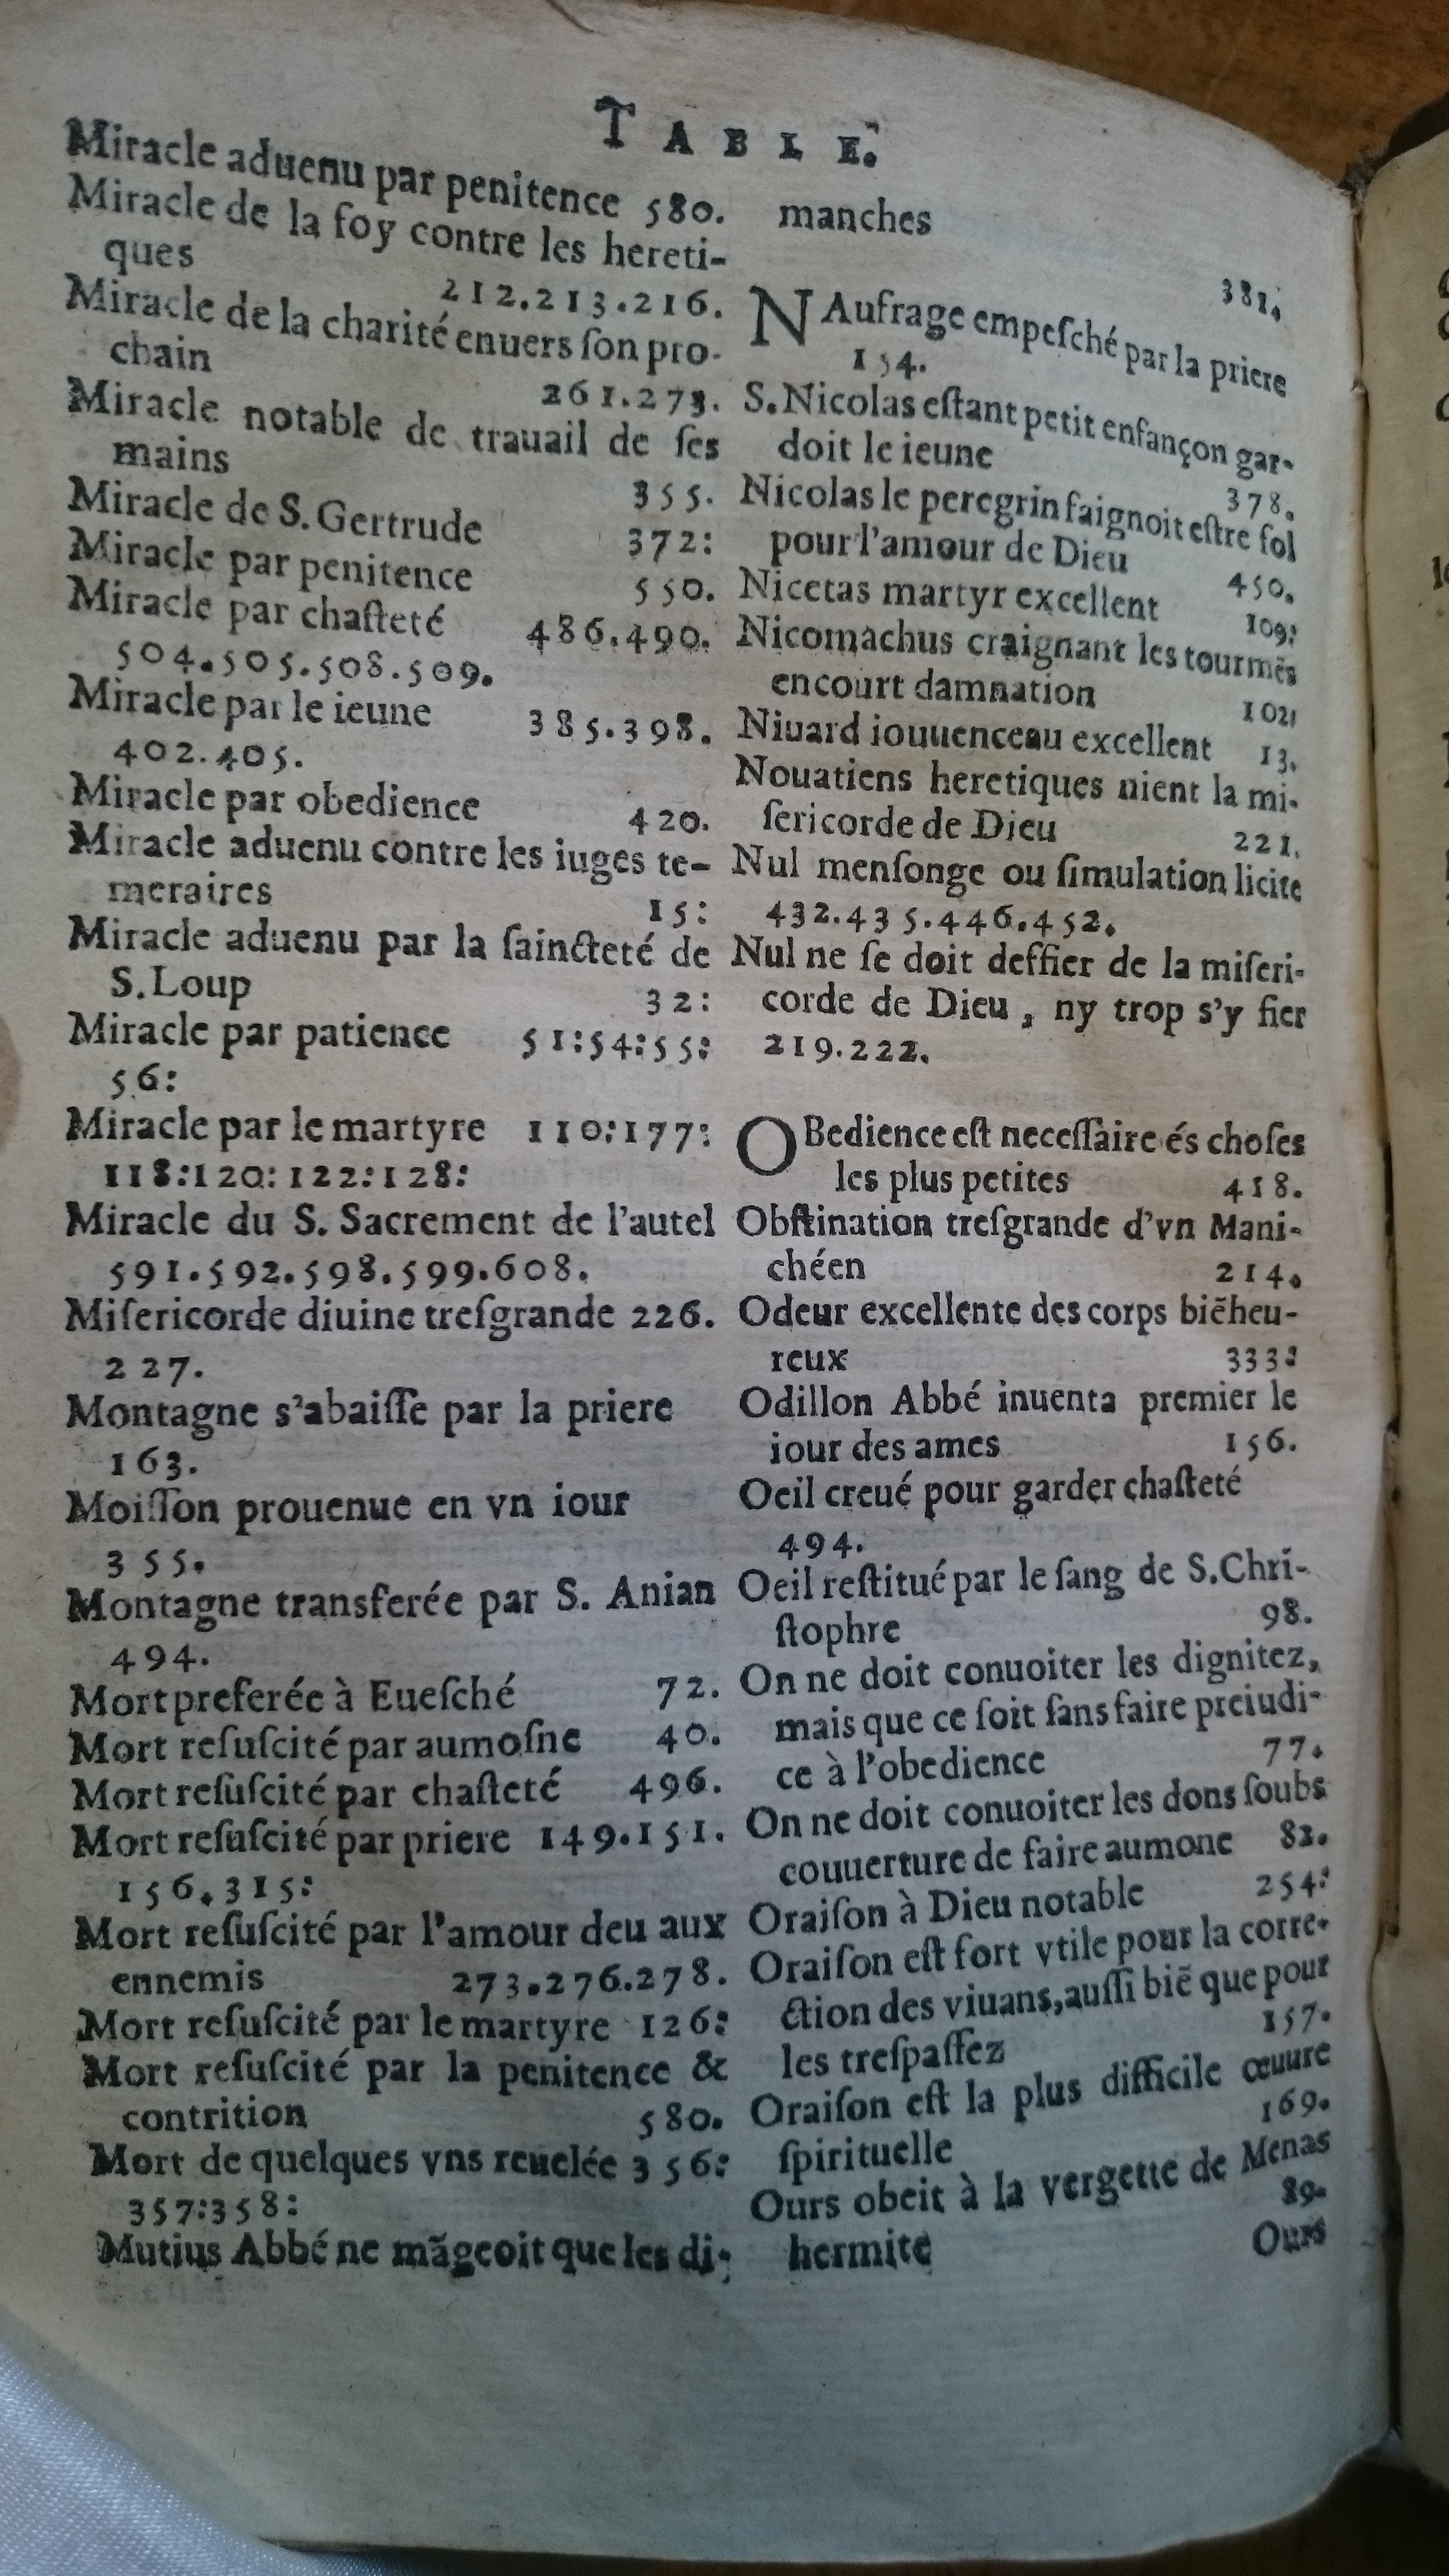 TABLE.
Miracle aduenu par penitence 580.
Miracle de la foy contre les hereti-
ques 212.213.216.
Miracle de la charité enuers ſon pro-
chain 261.273.
Miracle notable de trauail de ſes
mains 355.
Miracle de S. Gertrude 372:
Miracle par penitence 550.
Miracle par chaſteté 486.490.
504.505.508.509.
Miracle par le ieune 385.398.
402.405.
Miracle par obedience 420.
Miracle aduenu contre les iuges te-
meraires 15:
Miracle aduenu par la ſaincteté de
S. Loup 32:
Miracle par patience 51:54:55:
56:
Miracle par le martyre 110:177:
118:120:122:128:
Miracle du S. Sacrement de l'autel
591.592.598.599.608.
Miſericorde diuine treſgrande 226.
227.
Montagne s'abaiſſe par la priere
163.
Moiſſon prouenue en vn iour
355.
Montagne transferée par S. Anian
494.
Mort preferée à Eueſché 72.
Mort reſuſcité par aumoſne 40.
Mort reſuſcité par chaſteté 496.
Mort reſuſcité par priere 149.151.
156.315:
Mort reſuſcité par l'amour deu aux
ennemis 273.276.278.
Mort reſuſcité par le martyre 126:
Mort reſuſcité par la penitence &
contrition 580.
Mort de quelques vns reuelée 356:
357:358:
Mutius Abbé ne mãgeoit que les di-
manches 381.
NAufrage empeſché par la priere
154.
S. Nicolas eſtant petit enfançon gar-
doit le ieune 378.
Nicolas le peregrin faignoit eſtre fol
pour l'amour de Dieu 450.
Nicetas martyr excellent 109:
Nicomachus craignant les tourmẽs
encourt damnation 102,
Niuard iouuenceau excellent 13.
Nouatiens heretiques nient la mi-
ſericorde de Dieu 221.
Nul menſonge ou ſimulation licite
432.435.446.452.
Nul ne ſe doit deffier de la miſeri-
corde de Dieu, ny trop s'y fier
219.222.
OBedience eſt neceſſaire és choſes
les plus petites 418.
Obſtination treſgrande d'vn Mani-
chéen 214.
Odeur excellente des corps biẽheu-
reux 333:
Odillon Abbé inuenta premier le
iour des ames 156.
Oeil creué pour garder chaſteté
494.
Oeil reſtitué par le ſang de S. Chri-
ſtophre 98.
On ne doit conuoiter les dignitez,
mais que ce ſoit ſans faire preiudi-
ce à l'obedience 77.
On ne doit conuoiter les dons ſoubs
couuerture de faire aumone 82.
Oraiſon à Dieu notable 254:
Oraiſon eſt fort vtile pour la corre-
ction des viuans, auſſi biẽ que pour
les treſpaſſez 157.
Oraiſon eſt la plus difficile œuure
ſpirituelle 169.
Ours obeit à la vergette de Menas
hermite 89.
Ours